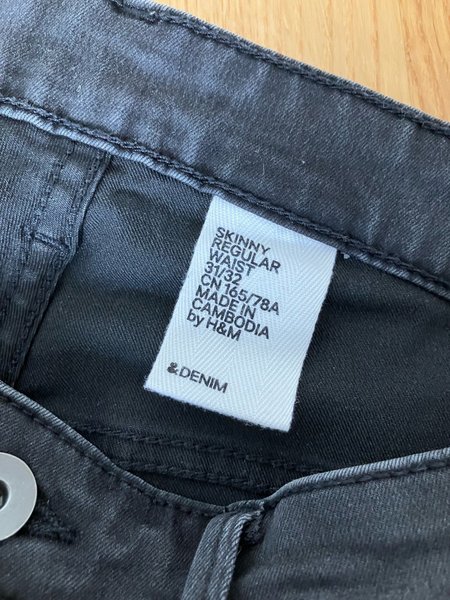 SKINNY
REGULAR
WAIST
31/32
CN 165/78A
MADE IN
CAMBODIA
by H&M
&DENIM